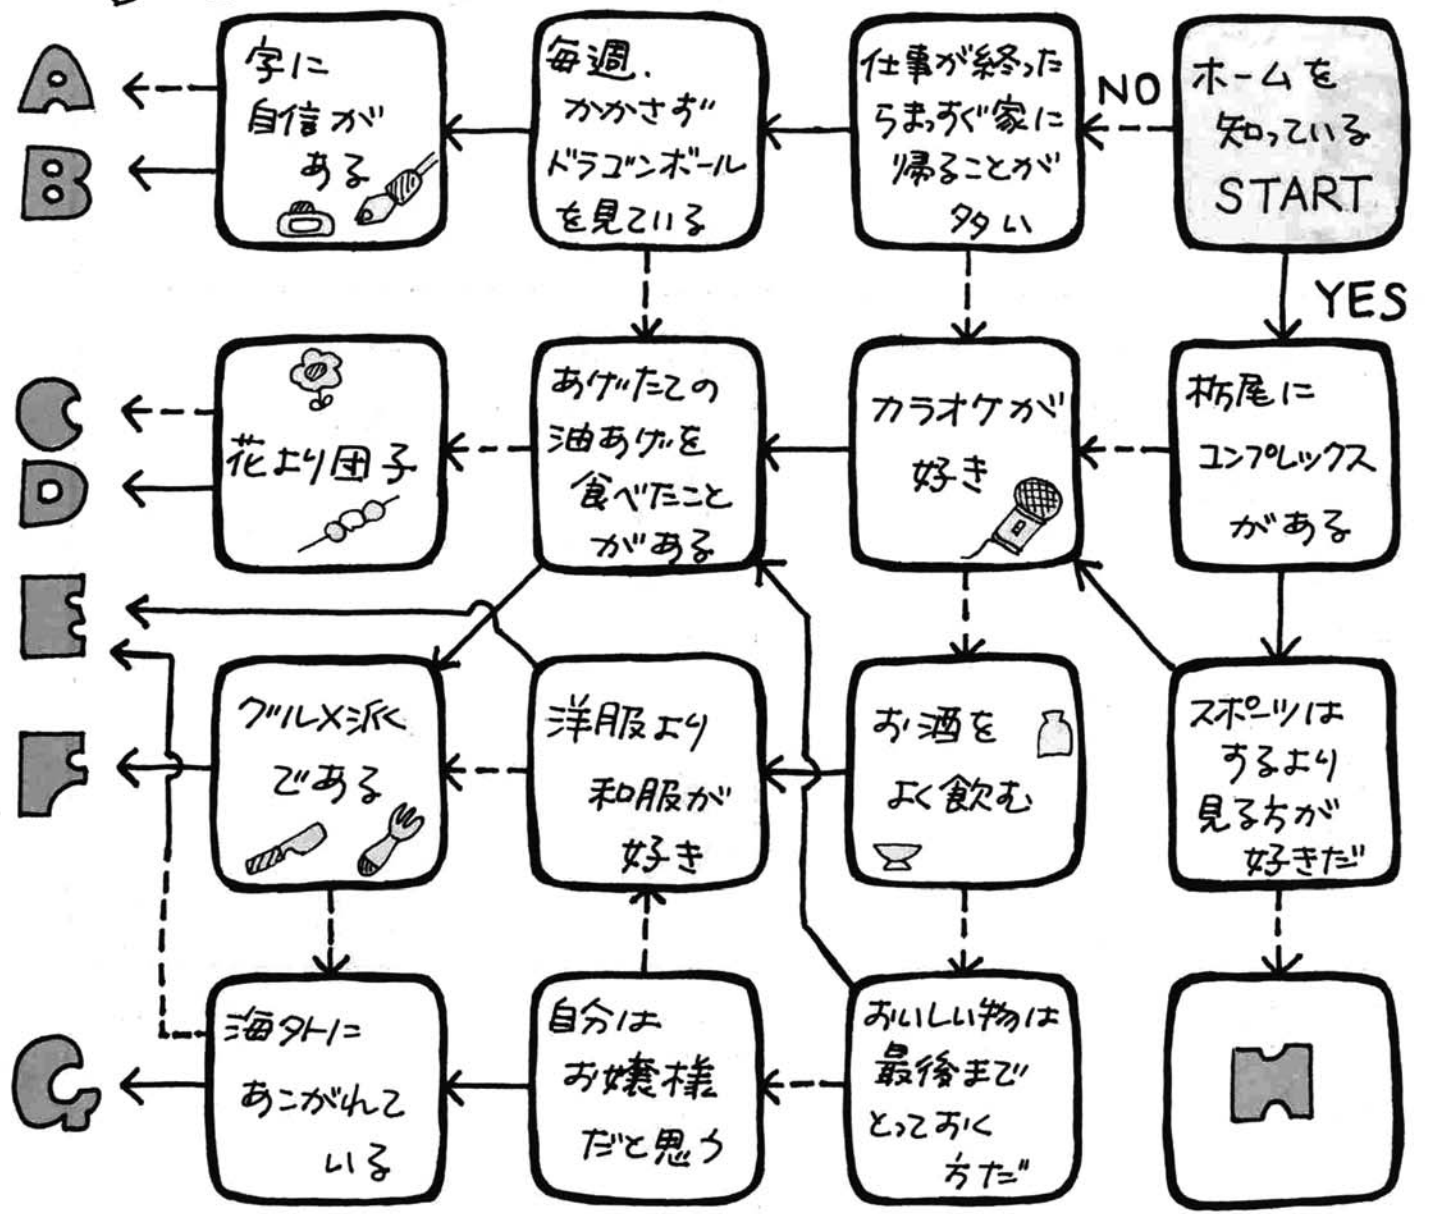 A
B
字に
自信が
ある
毎週、
かかさず
ドラゴンボール
を見ている
仕事が終った
らまっすぐ家に
帰ることが
多い
NO
ホームを
知っている
START
YES
C
D
花より団子
あげたての
油あげを
食べたこと
がある
カラオケが
好き
栃尾に
コンプレックス
がある
E
F
グルメ派
である
洋服より
和服が
好き
お酒を
よく飲む
スポーツは
するより
見る方が
好きだ
G
海外に
あこがれて
いる
自分は
お嬢様
だと思う
おいしい物は
最後まで
とっておく
方だ
H